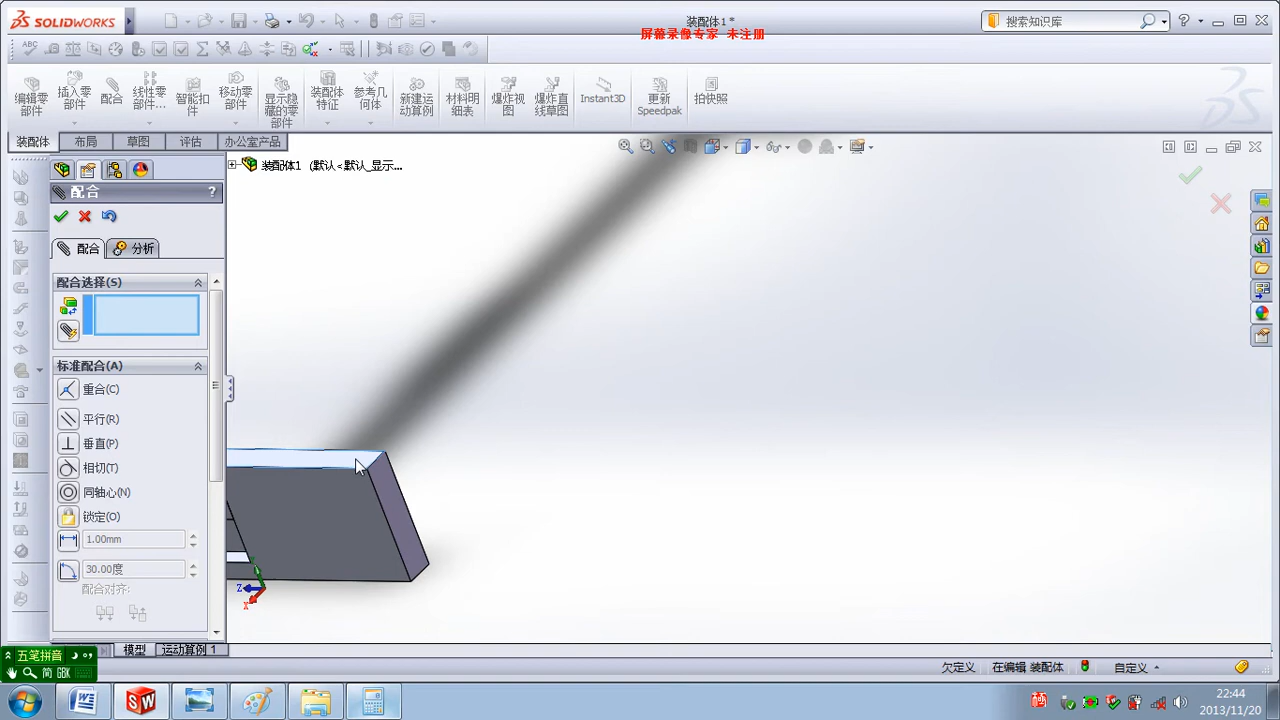 SOLIDWORKS
装配体1 *
搜索知识库
屏幕录像专家 未注册
编辑零部件
插入零部件
配合
线性零部件...
智能扣件
移动零部件
显示隐藏的零部件
装配体特征
参考几何体
新建运动算例
材料明细表
爆炸视图
爆炸直线草图
Instant3D
更新 Speedpak
拍快照
装配体 布局 草图 评估 办公室产品
装配体1 (默认<默认_显示...
配合 ?
配合 分析
配合选择(S)
标准配合(A)
重合(C)
平行(R)
垂直(P)
相切(T)
同轴心(N)
锁定(O)
1.00mm
30.00度
配合对齐:
Z
X
模型 运动算例 1
五笔拼音
简 GBK
欠定义 在编辑 装配体 自定义
22:44
2013/11/20